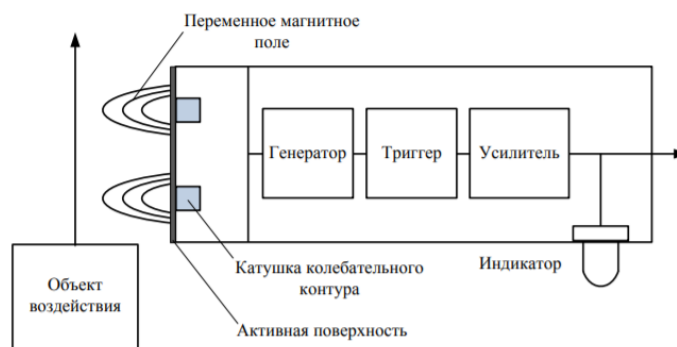 Переменное магнитное
поле
Генератор
Триггер
Усилитель
Объект
воздействия
Катушка колебательного
контура
Индикатор
Активная поверхность